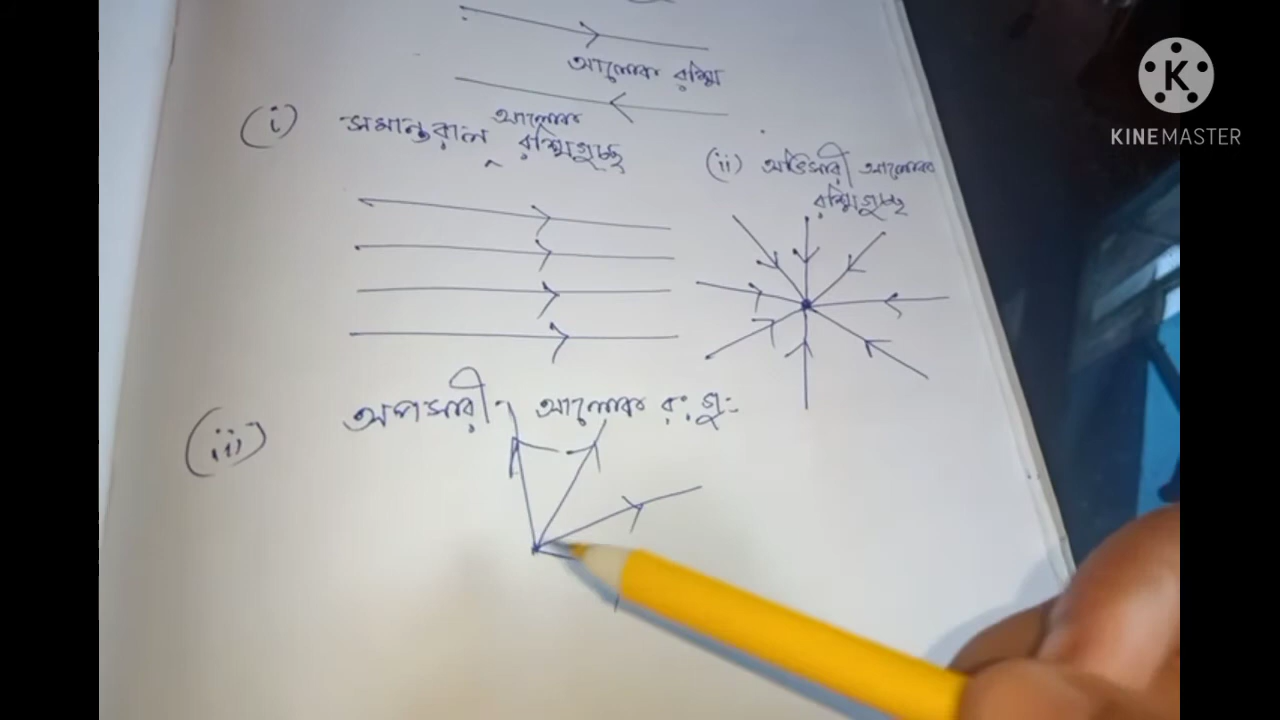 আলোক রশ্মি
(i) সমান্তরাল আলোক
রশ্মিগুচ্ছ
(ii) অভিসারী আলোক
রশ্মিগুচ্ছ
(iii) অপসারী আলোক র: গু:
K
KINEMASTER